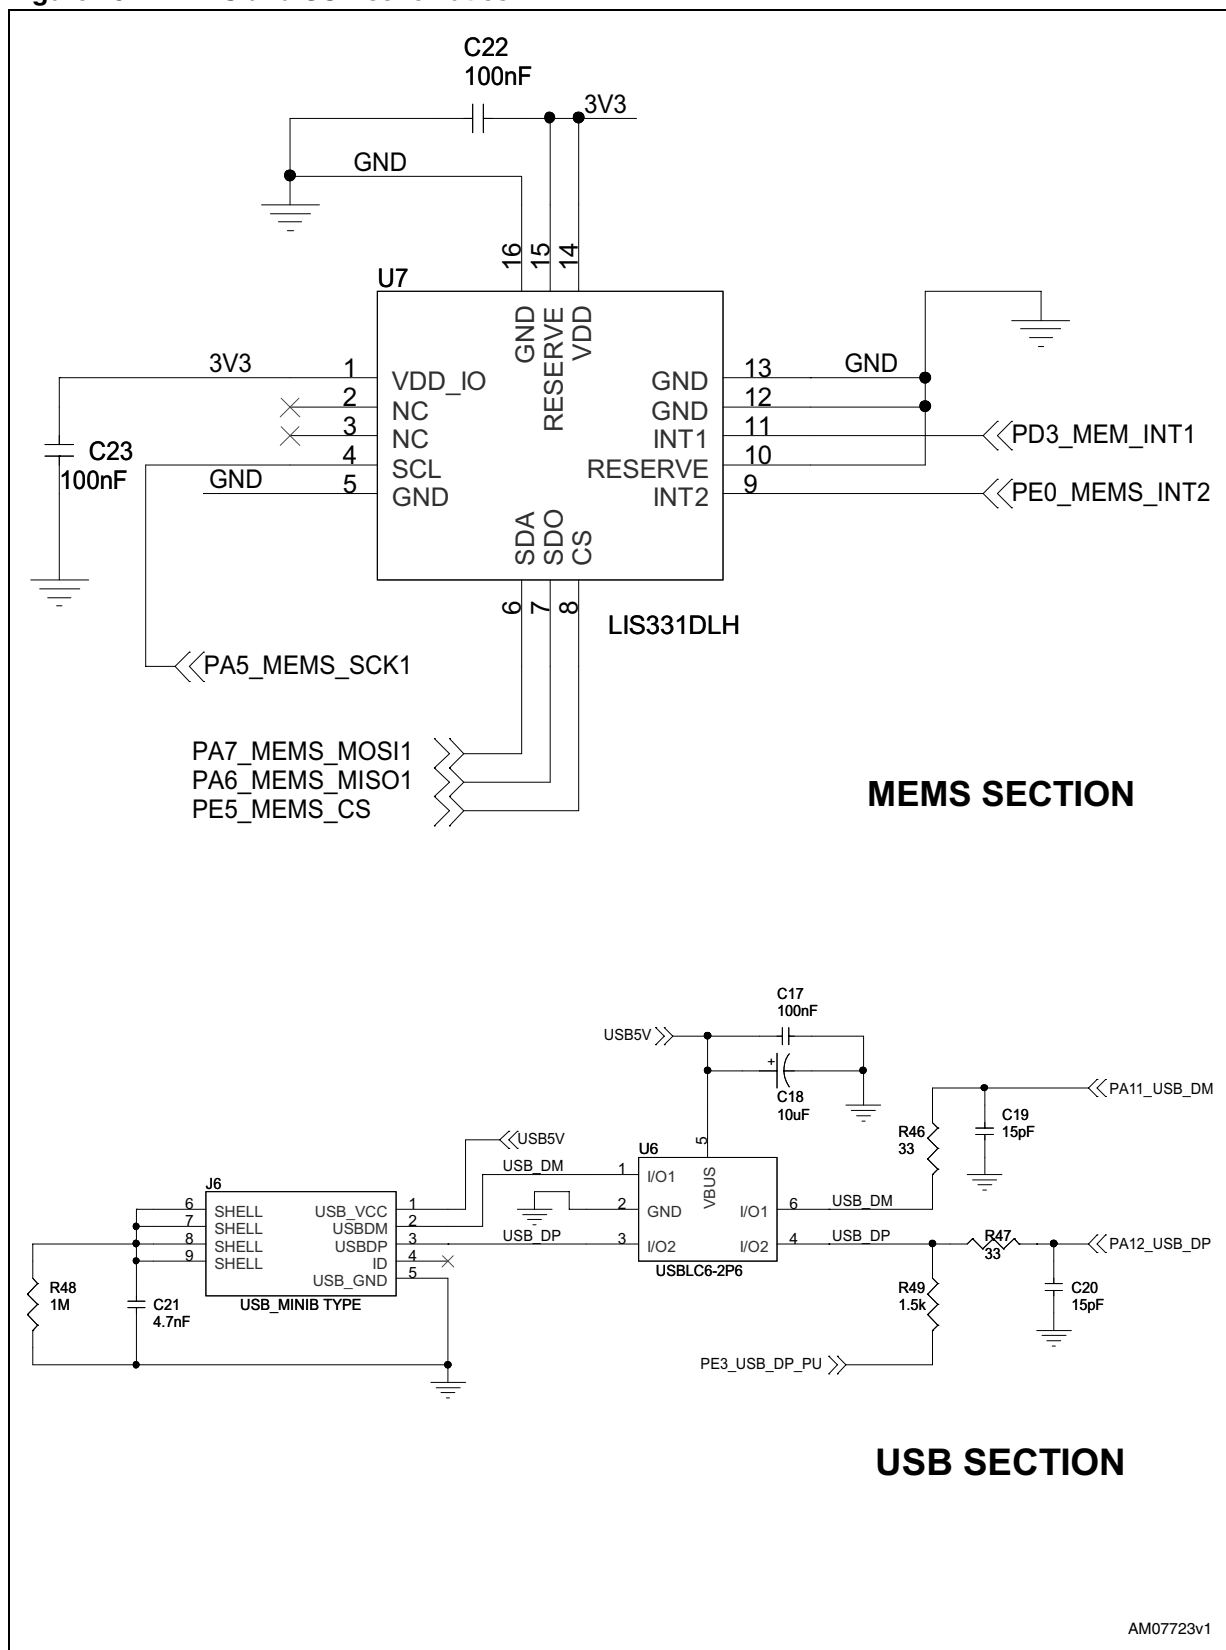 C22
100nF
3V3
GND
16
15
14
U7
GND
RESERVE
VDD
3V3
1
VDD_IO
2
NC
3
NC
4
SCL
5
GND
GND
C23
100nF
13
GND
GND
12
GND
11
INT1
PD3_MEM_INT1
10
RESERVE
9
INT2
PE0_MEMS_INT2
SDA
SDO
CS
6
7
8
LIS331DLH
PA5_MEMS_SCK1
PA7_MEMS_MOSI1
PA6_MEMS_MISO1
PE5_MEMS_CS
MEMS SECTION
C17
100nF
USB5V
+
C18
10uF
PA11_USB_DM
C19
15pF
R46
33
USB5V
U6
5
VBUS
USB_DM
1
I/O1
2
GND
USB_DP
3
I/O2
6
I/O1
USB_DM
4
I/O2
USB_DP
USBLC6-2P6
R47
33
PA12_USB_DP
C20
15pF
R49
1.5k
PE3_USB_DP_PU
J6
6
SHELL
7
SHELL
8
SHELL
9
SHELL
USB_VCC
1
USBDM
2
USBDP
3
ID
4
USB_GND
5
USB_MINIB TYPE
R48
1M
C21
4.7nF
USB SECTION
AM07723v1